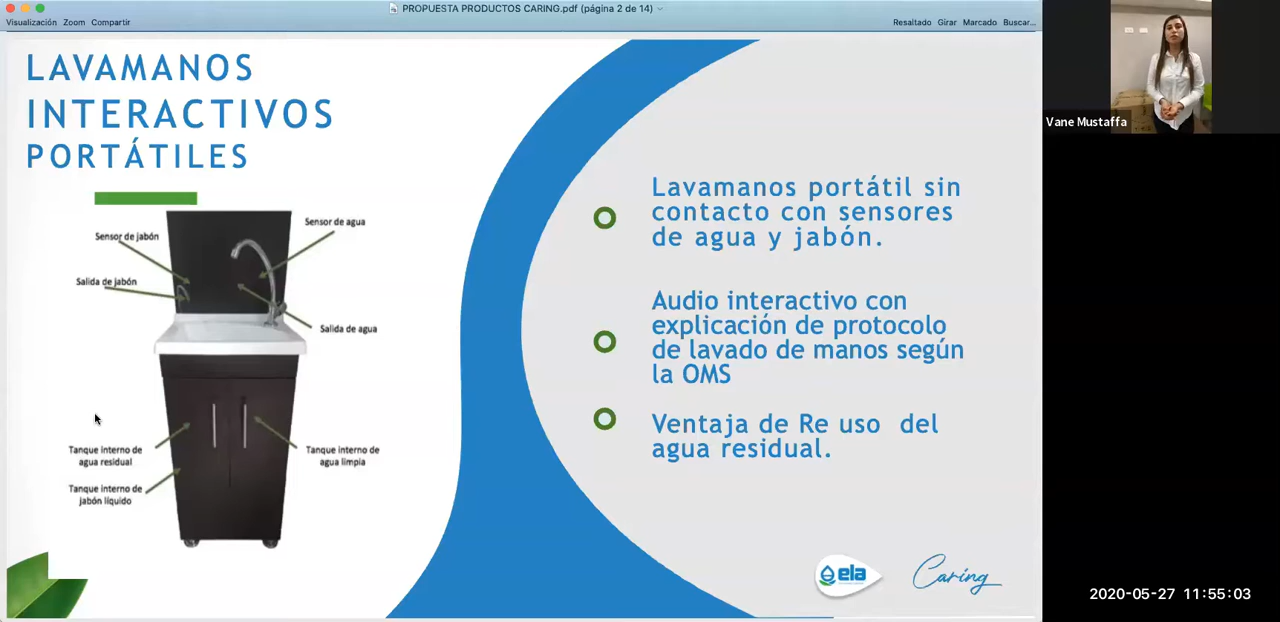 PROPUESTA PRODUCTOS CARING.pdf (página 2 de 14)
Visualización Zoom Compartir
Resaltado Girar Marcado Buscar...
LAVAMANOS
INTERACTIVOS
PORTÁTILES
Sensor de agua
Sensor de jabón
Salida de jabón
Salida de agua
Tanque interno de
agua residual
Tanque interno de
agua limpia
Tanque interno de
jabón líquido
Lavamanos portátil sin
contacto con sensores
de agua y jabón.
Audio interactivo con
explicación de protocolo
de lavado de manos según
la OMS
Ventaja de Re uso del
agua residual.
ela
Caring
Vane Mustaffa
2020-05-27 11:55:03